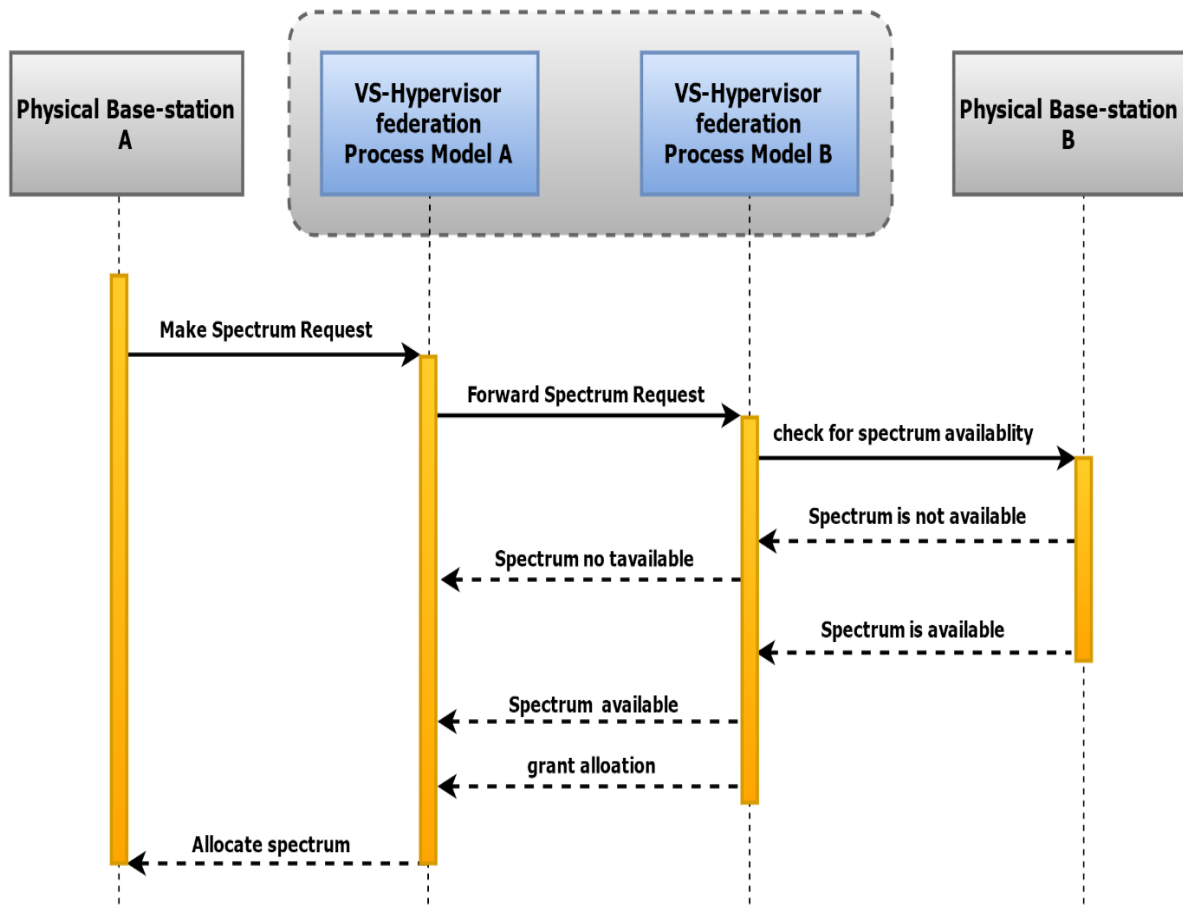 Physical Base-station
A
VS-Hypervisor
federation
Process Model A
VS-Hypervisor
federation
Process Model B
Physical Base-station
B
Make Spectrum Request
Forward Spectrum Request
check for spectrum availablity
Spectrum is not available
Spectrum no tavailable
Spectrum is available
Spectrum available
grant alloation
Allocate spectrum